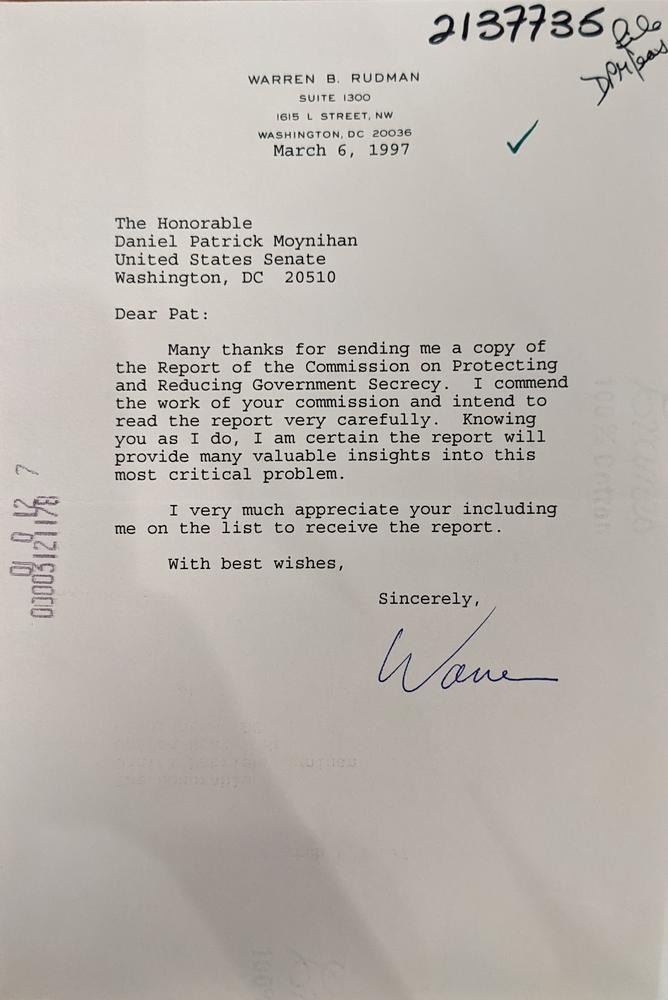 2137735 file
WARREN B. RUDMAN
SUITE 1300
1615 L STREET, NW
WASHINGTON, DC 20036
March 6, 1997
The Honorable
Daniel Patrick Moynihan
United States Senate
Washington, DC  20510
Dear Pat:
Many thanks for sending me a copy of
the Report of the Commission on Protecting
and Reducing Government Secrecy.  I commend
the work of your commission and intend to
read the report very carefully.  Knowing
you as I do, I am certain the report will
provide many valuable insights into this
most critical problem.
I very much appreciate your including
me on the list to receive the report.
With best wishes,
Sincerely,
Warren